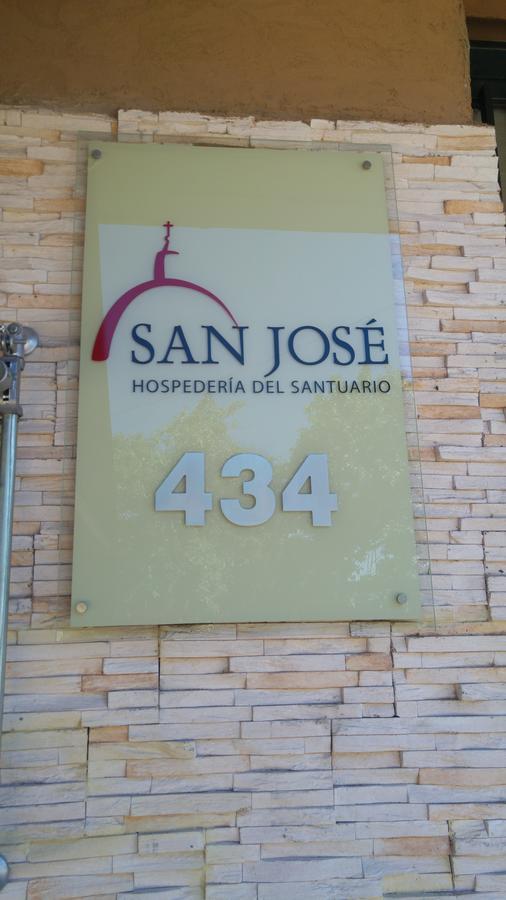 SAN JOSÉ
HOSPEDERÍA DEL SANTUARIO
434